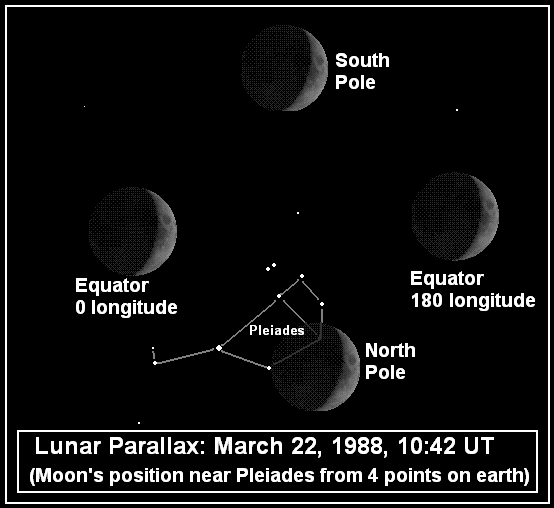 South
Pole
Equator
0 longitude
Equator
180 longitude
Pleiades
North
Pole
Lunar Parallax: March 22, 1988, 10:42 UT
(Moon's position near Pleiades from 4 points on earth)